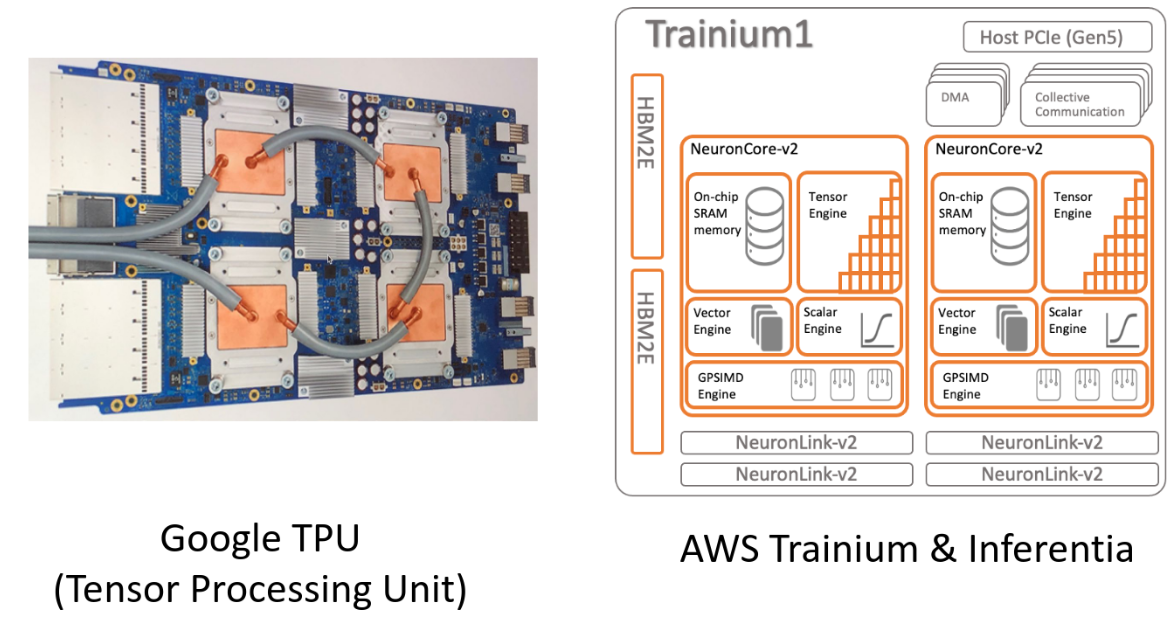 Trainium1
Host PCIe (Gen5)
DMA
Collective
Communication
HBM2E
HBM2E
NeuronCore-v2
On-chip
SRAM
memory
Tensor
Engine
Vector
Engine
Scalar
Engine
GPSIMD
Engine
NeuronCore-v2
On-chip
SRAM
memory
Tensor
Engine
Vector
Engine
Scalar
Engine
GPSIMD
Engine
NeuronLink-v2
NeuronLink-v2
NeuronLink-v2
NeuronLink-v2
Google TPU
(Tensor Processing Unit)
AWS Trainium & Inferentia